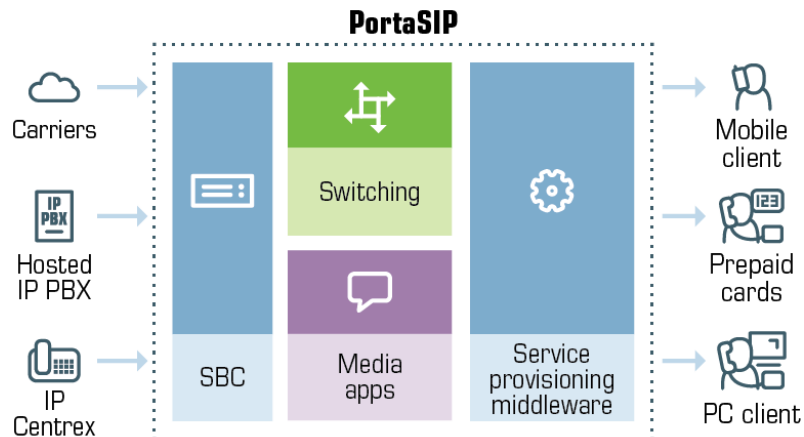 PortaSIP
Carriers
IP
PBX
Hosted
IP PBX
IP
Centrex
SBC
Switching
Media
apps
Service
provisioning
middleware
Mobile
client
123
Prepaid
cards
PC client